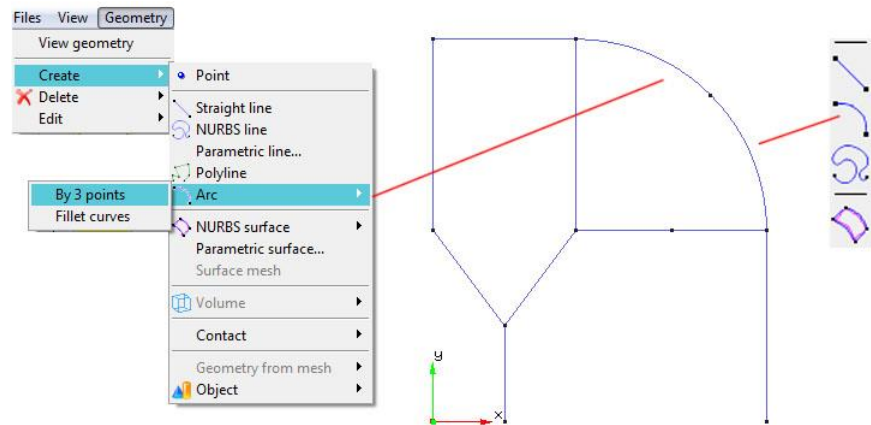 Files View Geometry
View geometry
Create
Delete
Edit
Point
Straight line
NURBS line
Parametric line...
Polyline
Arc
By 3 points
Fillet curves
NURBS surface
Parametric surface...
Surface mesh
Volume
Contact
Geometry from mesh
Object
y
x